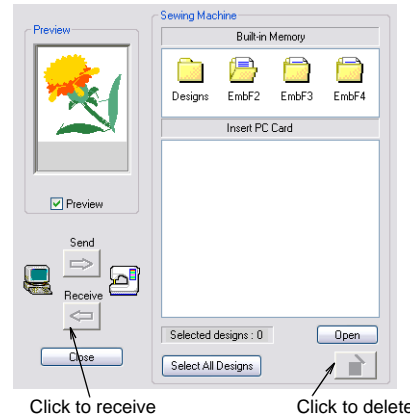 Preview
Preview
Send
Receive
Close
Sewing Machine
Built-in Memory
Designs EmbF2 EmbF3 EmbF4
Insert PC Card
Selected designs : 0
Open
Select All Designs
Click to receive
Click to delete